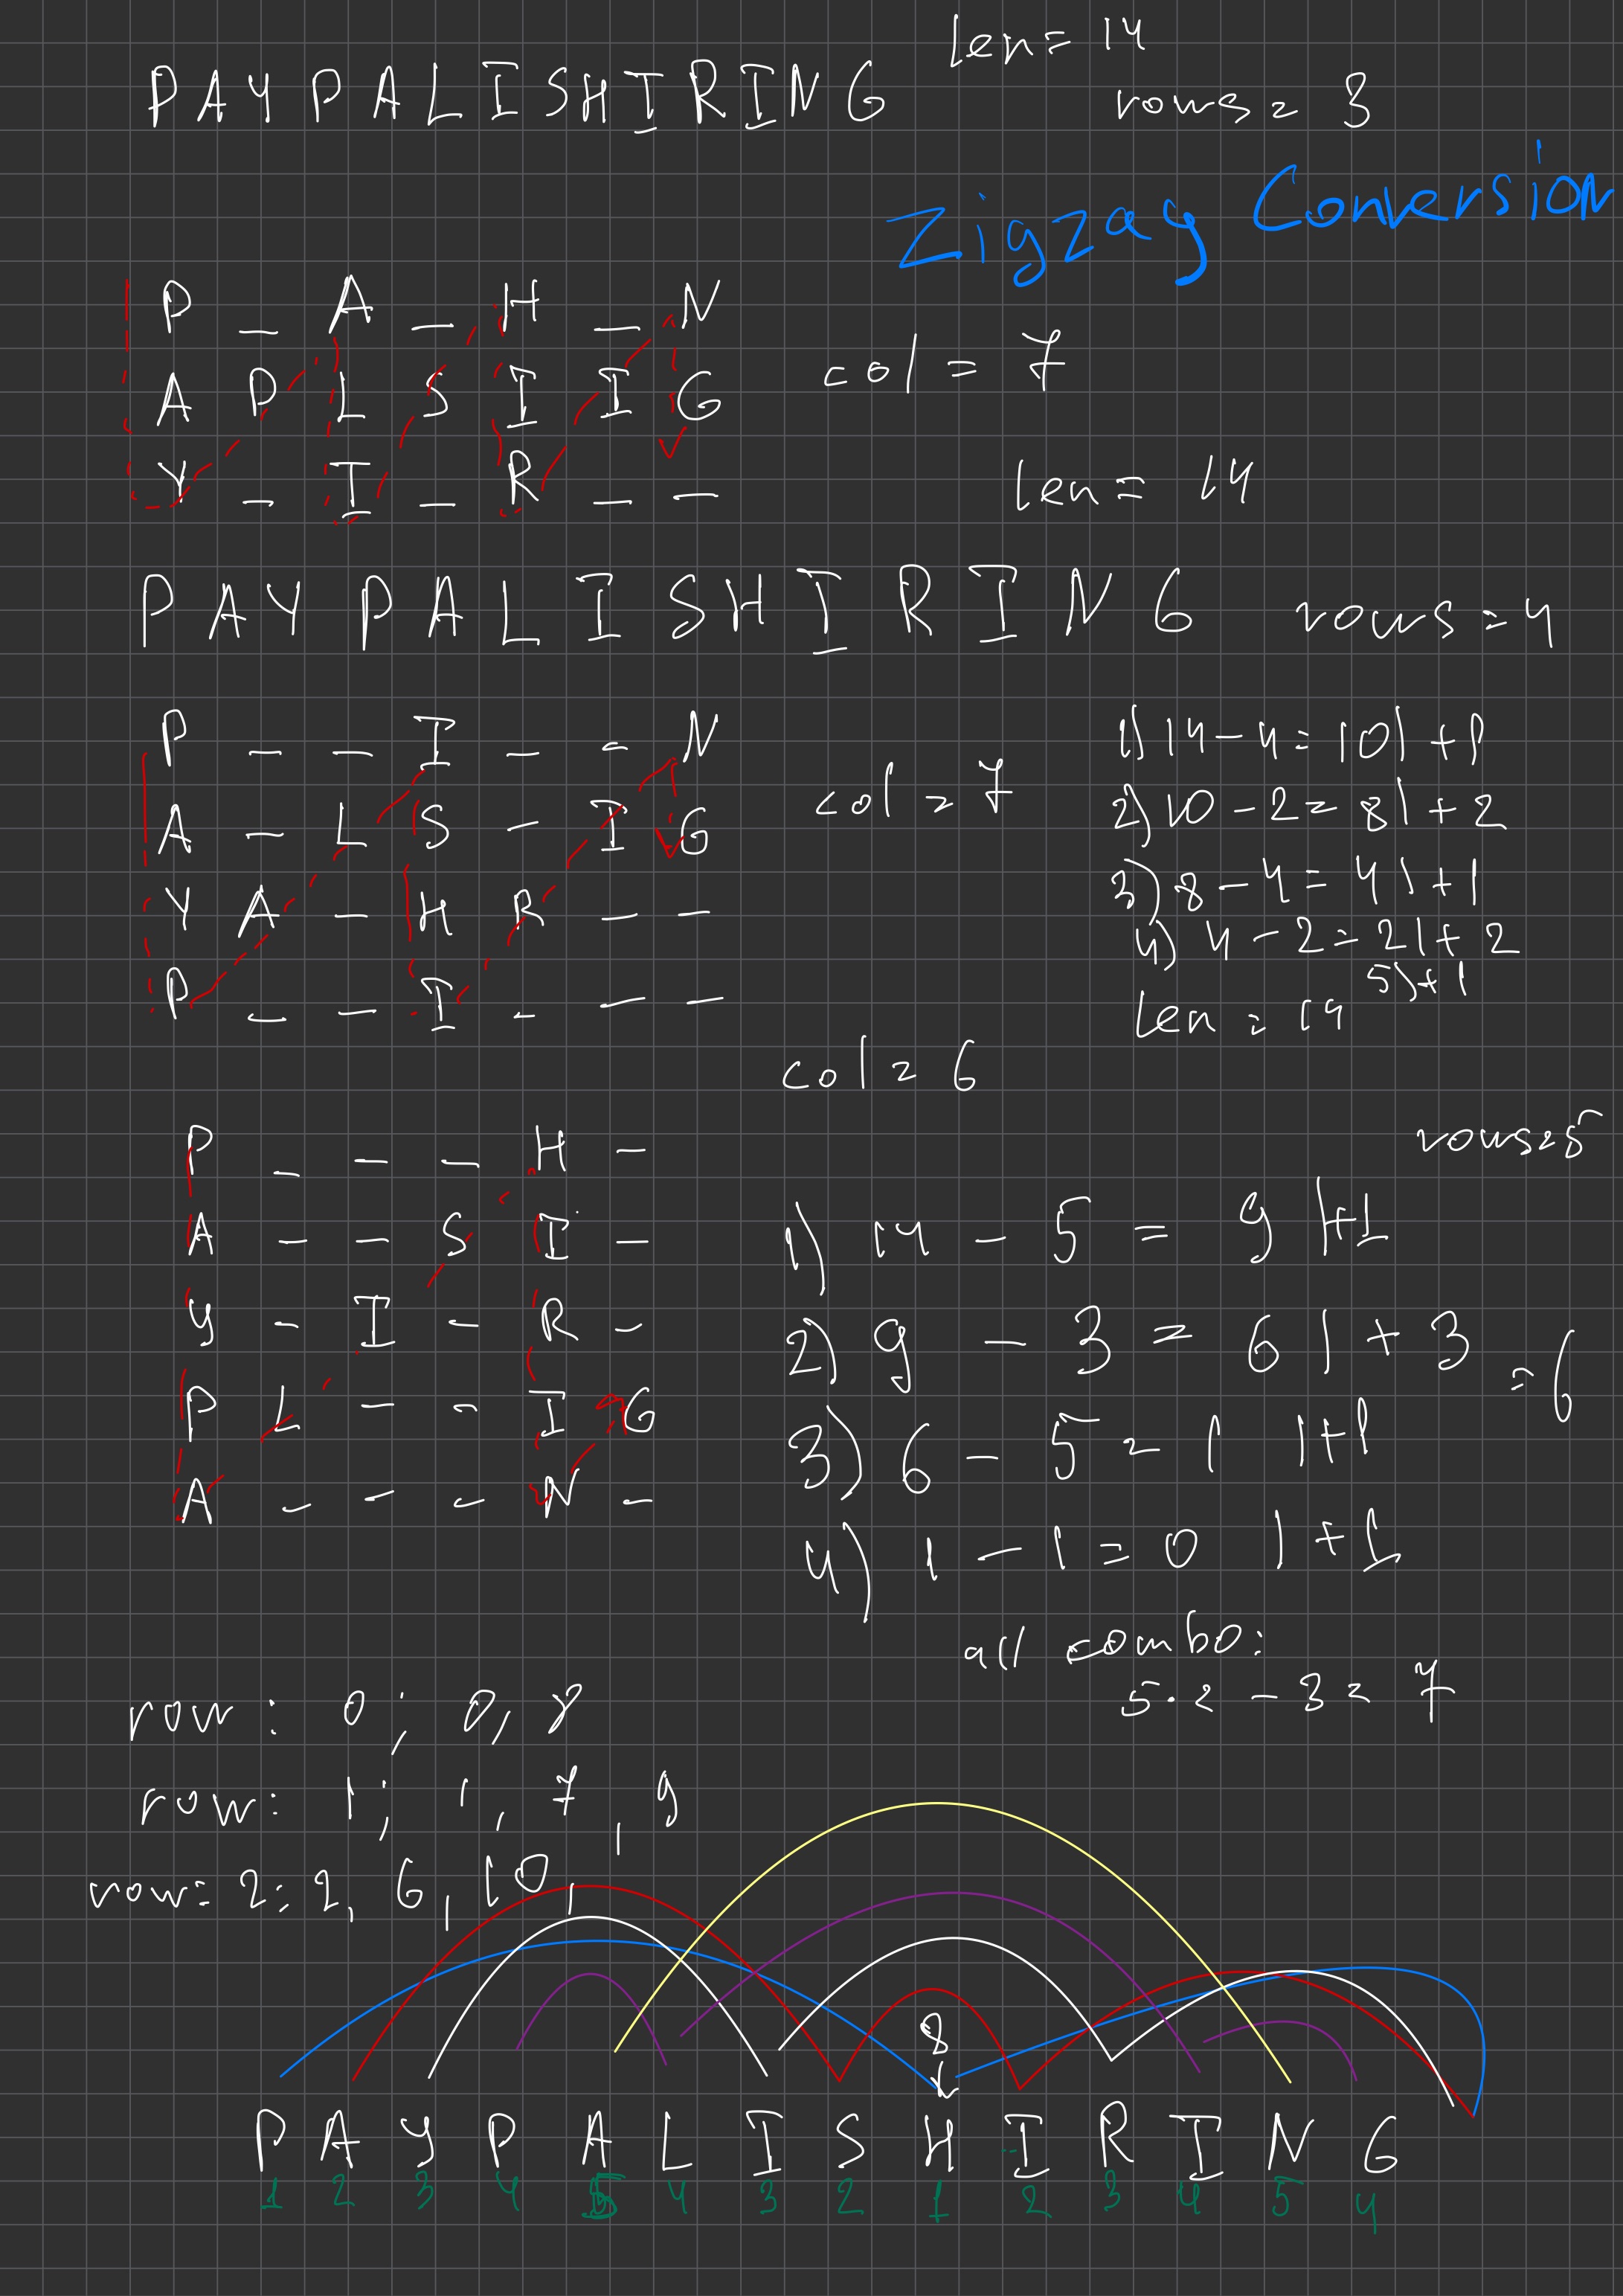 len = 14
PAYPALISHIRING rows = 3
Zigzag Conversion
P _ A _ H _ N
A P L S I I G col = 7
Y _ I _ R _ _ len = 14
PAYPALISHIRING rows = 4
P _ _ I _ _ N 1) 14 - 4 = 10 | + 1
A _ L S _ I G col = 7 2) 10 - 2 = 8 | + 2
Y A _ H R _ _ 3) 8 - 4 = 4 | + 1
4) 4 - 2 = 2 | + 2
P _ _ I _ _ _ 5) + 1
len = 14
col = 6
P _ _ _ H _ rows = 5
A _ _ S I _ 1) 14 - 5 = 9 | + 1
Y _ I _ R _ 2) 9 - 3 = 6 | + 3 = 6
P L _ _ I G 3) 6 - 5 = 1 | + 1
A _ _ _ N _ 4) 1 - 1 = 0 | + 1
all combo:
5 · 2 - 3 = 7
row: 0; 0, 8
row: 1; 1, 7, 9
row: 2: 2, 6, 10,
8
P A Y P A L I S H I R I N G
1 2 3 4 5 4 3 2 1 2 3 4 5 4